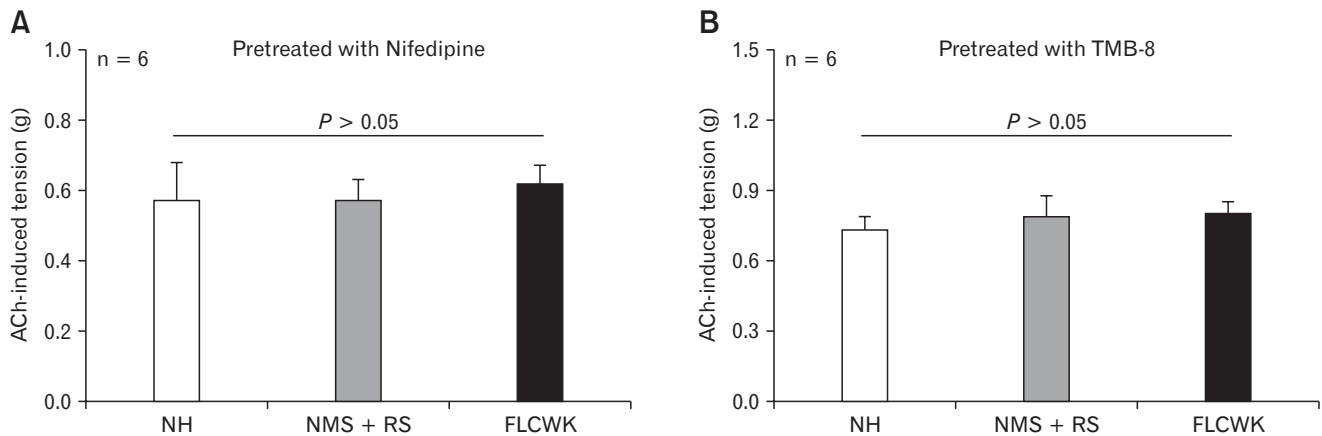 A
Pretreated with Nifedipine
n = 6
P > 0.05
ACh-induced tension (g)
1.0
0.8
0.6
0.4
0.2
0.0
NH
NMS + RS
FLCWK
B
Pretreated with TMB-8
n = 6
P > 0.05
ACh-induced tension (g)
1.5
1.2
0.9
0.6
0.3
0.0
NH
NMS + RS
FLCWK